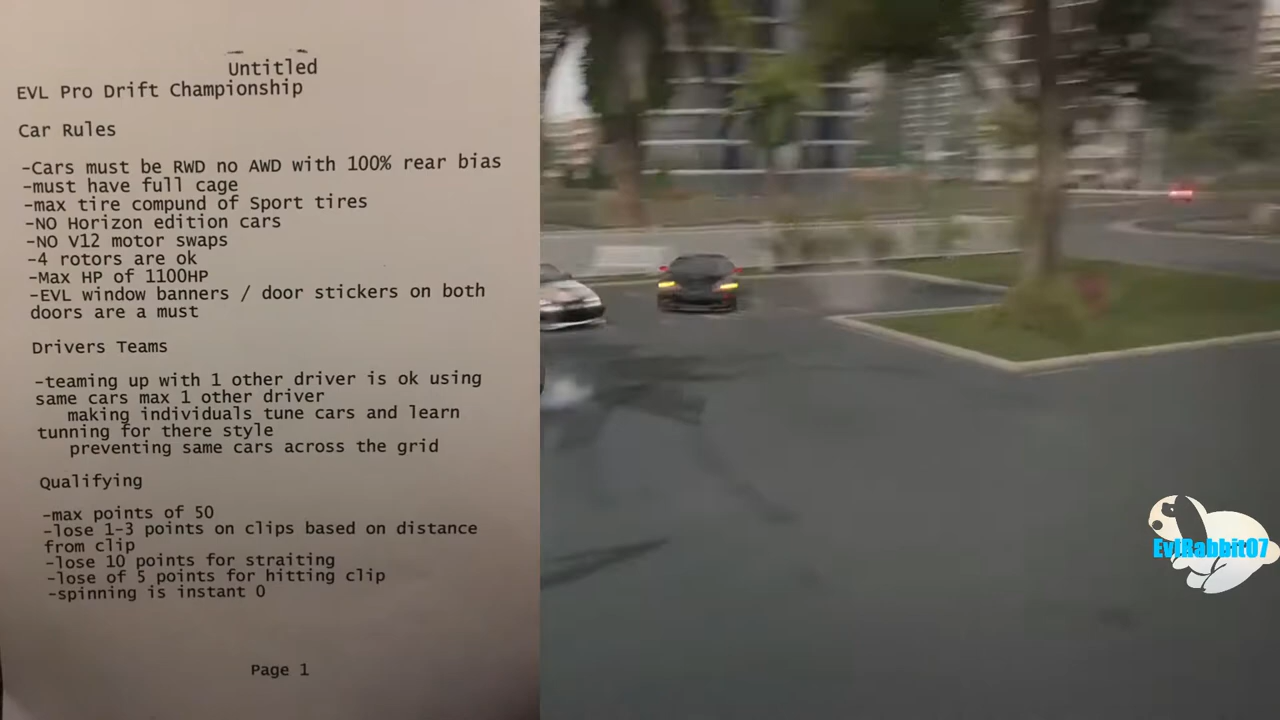 Untitled
EVL Pro Drift Championship
Car Rules
-Cars must be RWD no AWD with 100% rear bias
-must have full cage
-max tire compund of Sport tires
-NO Horizon edition cars
-NO V12 motor swaps
-4 rotors are ok
-Max HP of 1100HP
-EVL window banners / door stickers on both
doors are a must
Drivers Teams
-teaming up with 1 other driver is ok using
same cars max 1 other driver
making individuals tune cars and learn
tunning for there style
preventing same cars across the grid
Qualifying
-max points of 50
-lose 1-3 points on clips based on distance
from clip
-lose 10 points for straiting
-lose of 5 points for hitting clip
-spinning is instant 0
Page 1
EvlRabbit07